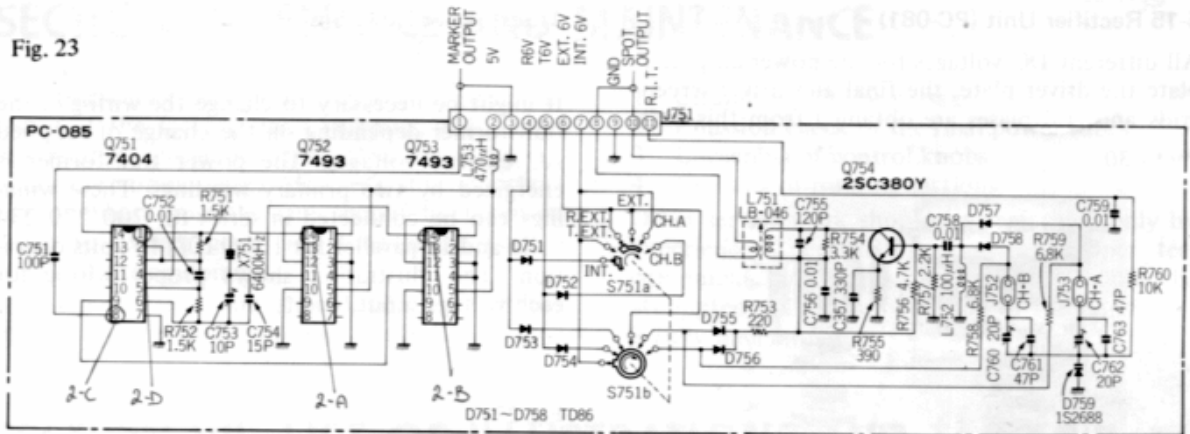 Fig. 23
PC-085
MARKER OUTPUT
5V
R6V
T6V
EXT. 6V
INT. 6V
GND
SPOT OUTPUT
R.I.T.
J751
Q751
7404
Q752
7493
Q753
7493
L753
470μH
Q754
2SC380Y
C751
100P
C752
0.01
R751
1.5K
X751
6400kHz
R752
1.5K
C753
10P
C754
15P
D751
D752
D753
D754
EXT.
R.EXT.
T.EXT.
INT.
CH.A
CH.B
S751a
S751b
D755
D756
R753
220
L751
LB-046
C755
120P
R754
3.3K
C756 0.01
C357 330P
R755
390
R756 4.7K
2.2K
C758
0.01
L752 100μH
R758 6.8K
D757
D758
J752
CH-B
J753
CH-A
R759
6.8K
C759
0.01
R760
10K
C760 20P
C761
47P
C763 47P
C762
20P
D759
1S2688
D751~D758 TD86
2-C
2-D
2-A
2-B